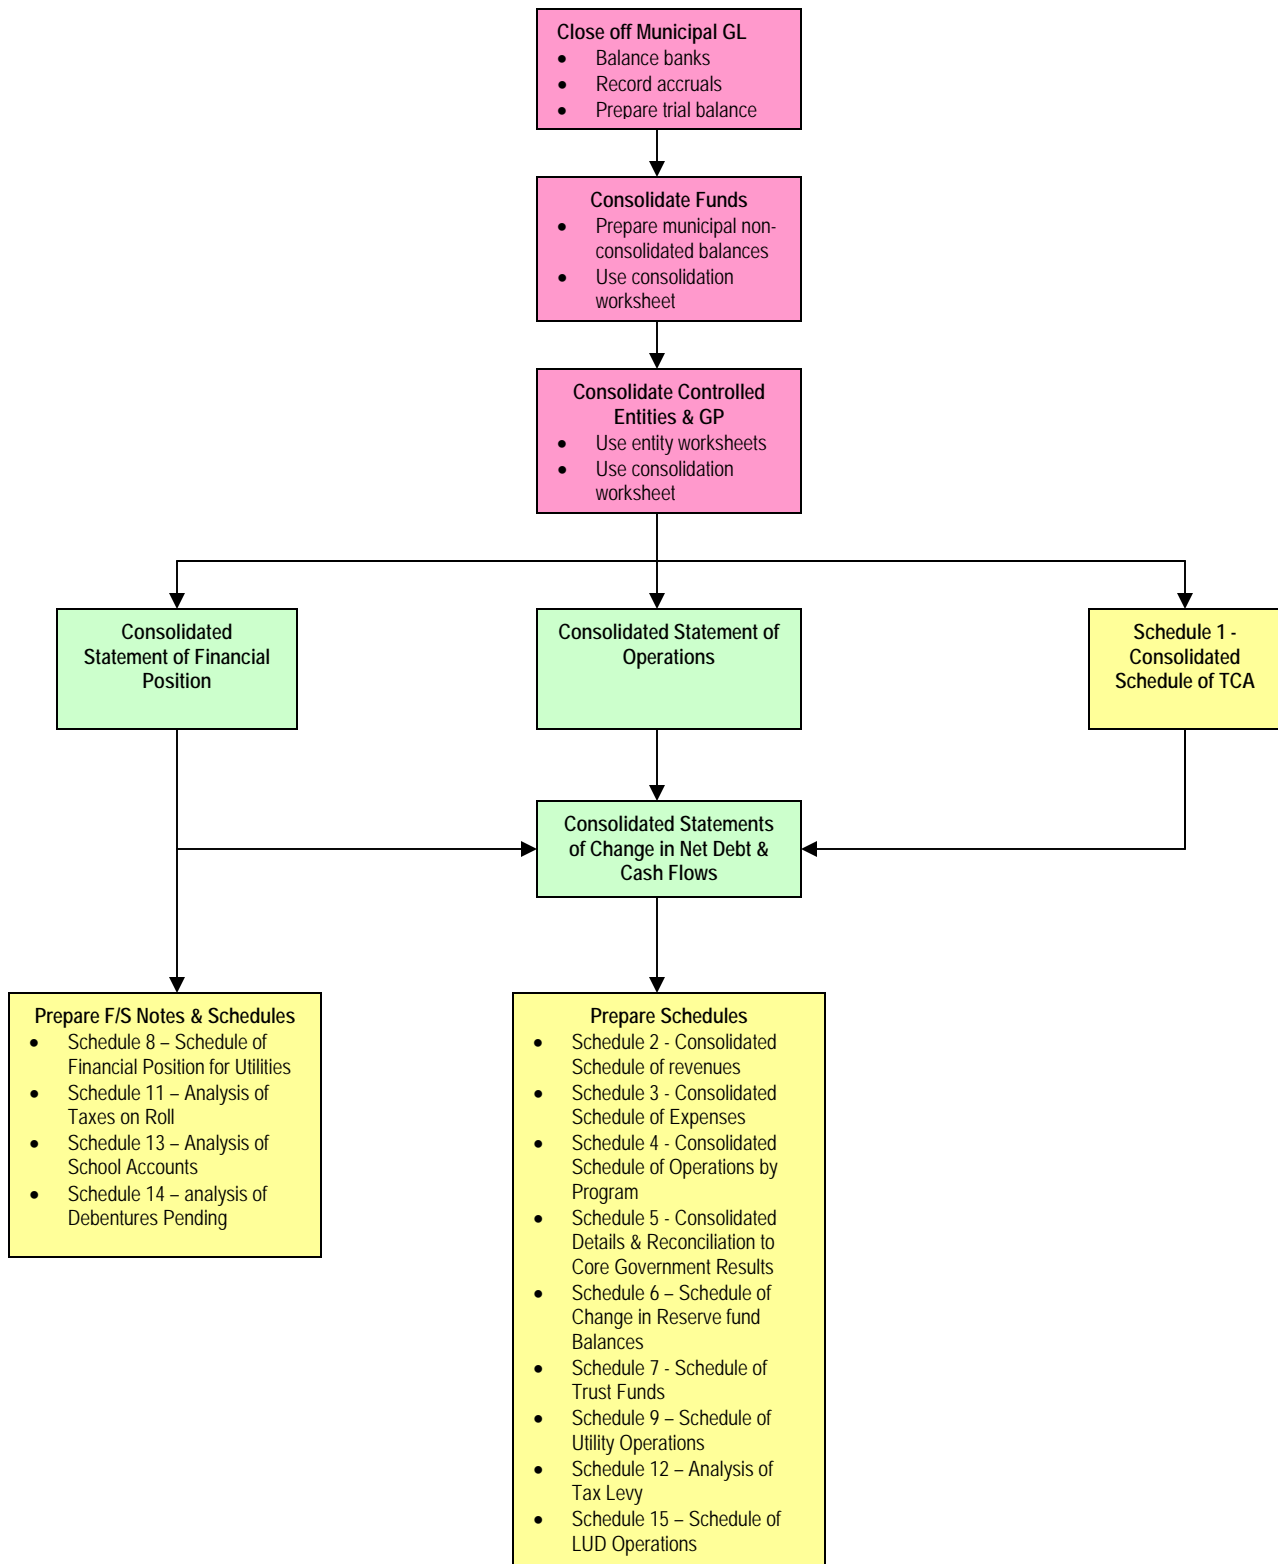 Close off Municipal GL
• Balance banks
• Record accruals
• Prepare trial balance
Consolidate Funds
• Prepare municipal non-
consolidated balances
• Use consolidation
worksheet
Consolidate Controlled
Entities & GP
• Use entity worksheets
• Use consolidation
worksheet
Consolidated
Statement of Financial
Position
Consolidated Statement of
Operations
Schedule 1 -
Consolidated
Schedule of TCA
Consolidated Statements
of Change in Net Debt &
Cash Flows
Prepare F/S Notes & Schedules
• Schedule 8 – Schedule of
Financial Position for Utilities
• Schedule 11 – Analysis of
Taxes on Roll
• Schedule 13 – Analysis of
School Accounts
• Schedule 14 – analysis of
Debentures Pending
Prepare Schedules
• Schedule 2 - Consolidated
Schedule of revenues
• Schedule 3 - Consolidated
Schedule of Expenses
• Schedule 4 - Consolidated
Schedule of Operations by
Program
• Schedule 5 - Consolidated
Details & Reconciliation to
Core Government Results
• Schedule 6 – Schedule of
Change in Reserve fund
Balances
• Schedule 7 - Schedule of
Trust Funds
• Schedule 9 – Schedule of
Utility Operations
• Schedule 12 – Analysis of
Tax Levy
• Schedule 15 – Schedule of
LUD Operations